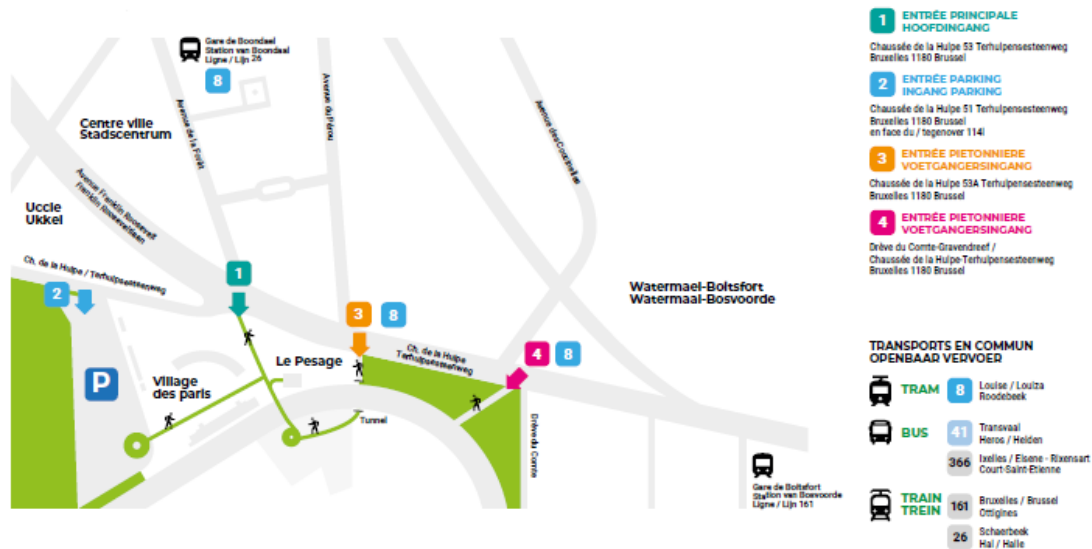 Gare de Boondael
Station van Boondaal
Ligne / Lijn 26
8
Centre ville
Stadscentrum
Avenue de la Forêt
Avenue du Pérou
Avenue des Coccinelles
Avenue Franklin Roosevelt
Franklin Rooseveltlaan
Uccle
Ukkel
Ch. de la Hulpe / Terhulpsesteenweg
1
2
3
8
Watermael-Boitsfort
Watermaal-Bosvoorde
Ch. de la Hulpe
Terhulpsesteenweg
4
8
Le Pesage
P
Village
des paris
Tunnel
Drève du Comte
Gare de Boitsfort
Station van Bosvoorde
Ligne / Lijn 161
1
ENTRÉE PRINCIPALE
HOOFDINGANG
Chaussée de la Hulpe 53 Terhulpensesteenweg
Bruxelles 1180 Brussel
2
ENTRÉE PARKING
INGANG PARKING
Chaussée de la Hulpe 51 Terhulpensesteenweg
Bruxelles 1180 Brussel
en face du / tegenover 114I
3
ENTRÉE PIETONNIERE
VOETGANGERSINGANG
Chaussée de la Hulpe 53A Terhulpensesteenweg
Bruxelles 1180 Brussel
4
ENTRÉE PIETONNIERE
VOETGANGERSINGANG
Drève du Comte-Gravendreef /
Chaussée de la Hulpe-Terhulpensesteenweg
Bruxelles 1180 Brussel
TRANSPORTS EN COMMUN
OPENBAAR VERVOER
TRAM
8
Louise / Louiza
Roodebeek
BUS
41
Transvaal
Heros / Helden
366
Ixelles / Elsene - Rixensart
Court-Saint-Etienne
TRAIN
TREIN
161
Bruxelles / Brussel
Ottignes
26
Schaerbeek
Hal / Halle